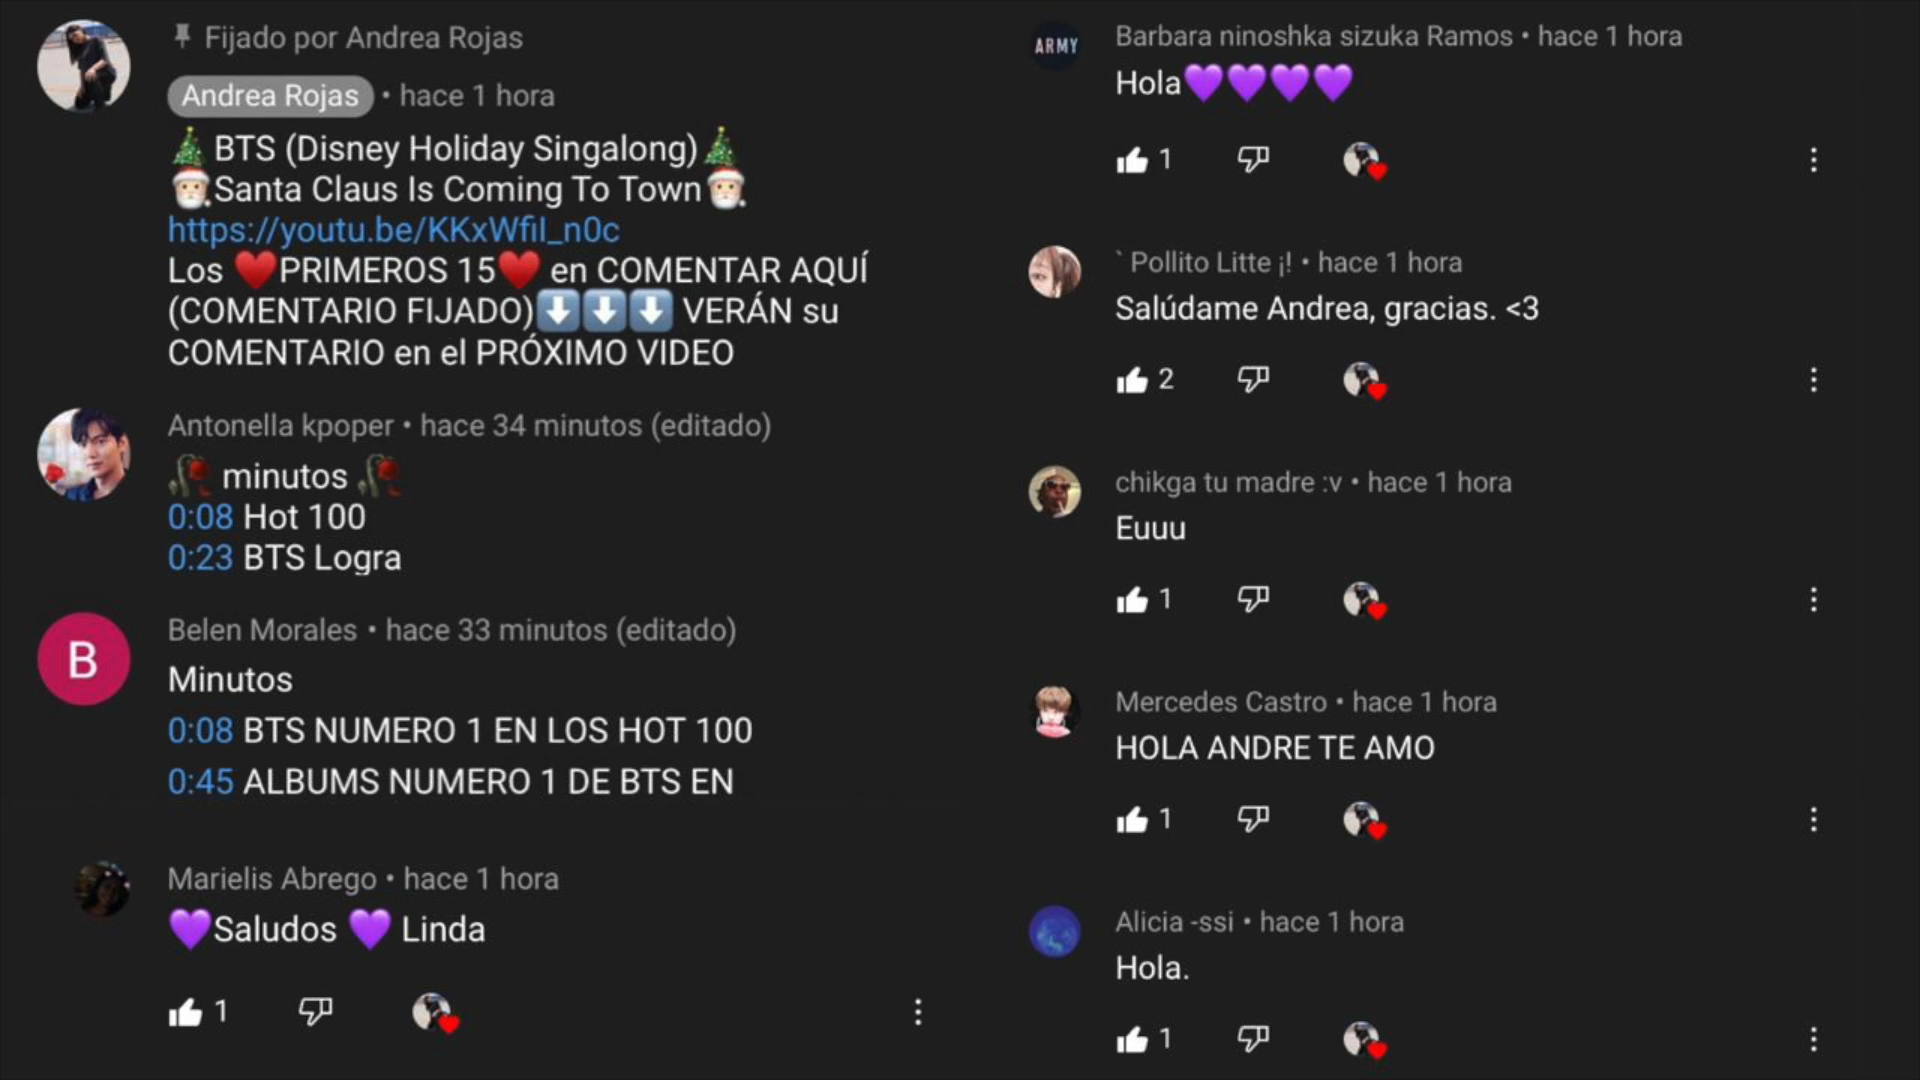 Fijado por Andrea Rojas
Andrea Rojas • hace 1 hora
🎄BTS (Disney Holiday Singalong)🎄
🎅🏻Santa Claus Is Coming To Town🎅🏻
https://youtu.be/KKxWfiI_n0c
Los ❤️PRIMEROS 15❤️ en COMENTAR AQUÍ
(COMENTARIO FIJADO)⬇️⬇️⬇️ VERÁN su
COMENTARIO en el PRÓXIMO VIDEO
Antonella kpoper • hace 34 minutos (editado)
🥀 minutos 🥀
0:08 Hot 100
0:23 BTS Logra
B
Belen Morales • hace 33 minutos (editado)
Minutos
0:08 BTS NUMERO 1 EN LOS HOT 100
0:45 ALBUMS NUMERO 1 DE BTS EN
Marielis Abrego • hace 1 hora
💜Saludos 💜 Linda
1
ARMY
Barbara ninoshka sizuka Ramos • hace 1 hora
Hola💜💜💜💜
1
` Pollito Litte ¡! • hace 1 hora
Salúdame Andrea, gracias. <3
2
chikga tu madre :v • hace 1 hora
Euuu
1
Mercedes Castro • hace 1 hora
HOLA ANDRE TE AMO
1
Alicia -ssi • hace 1 hora
Hola.
1